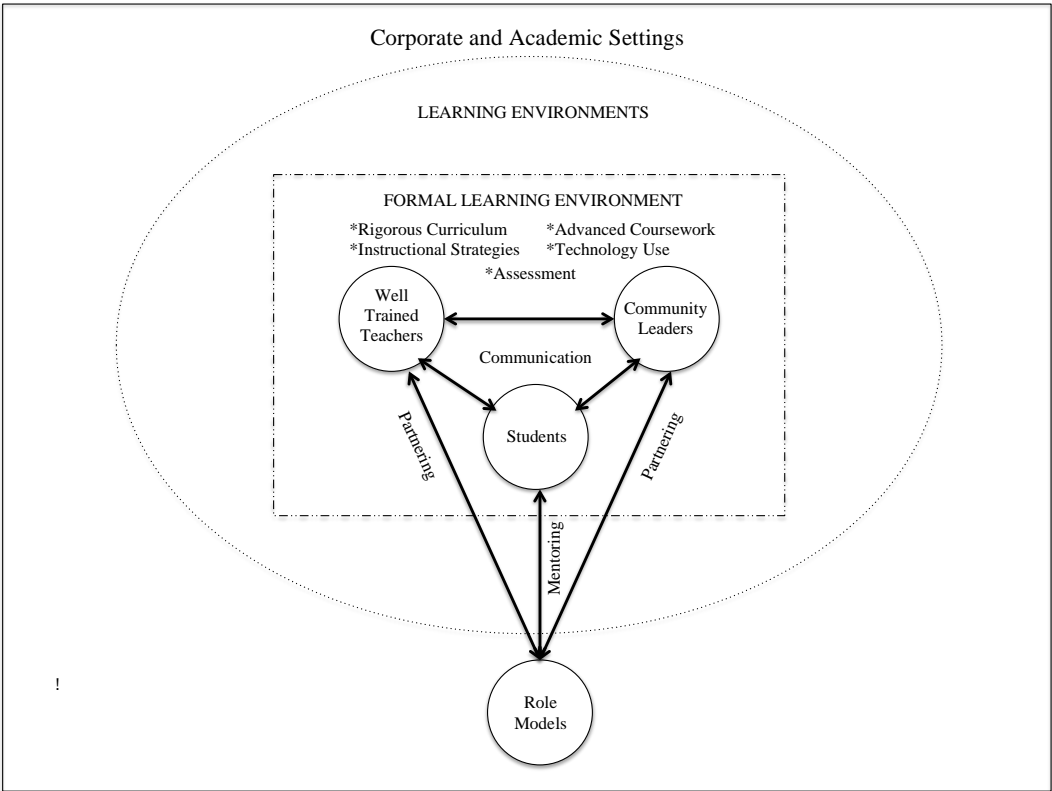 Corporate and Academic Settings
LEARNING ENVIRONMENTS
FORMAL LEARNING ENVIRONMENT
*Rigorous Curriculum *Advanced Coursework
*Instructional Strategies *Technology Use
*Assessment
Well
Trained
Teachers
Community
Leaders
Communication
Students
Partnering
Partnering
Mentoring
!
Role
Models